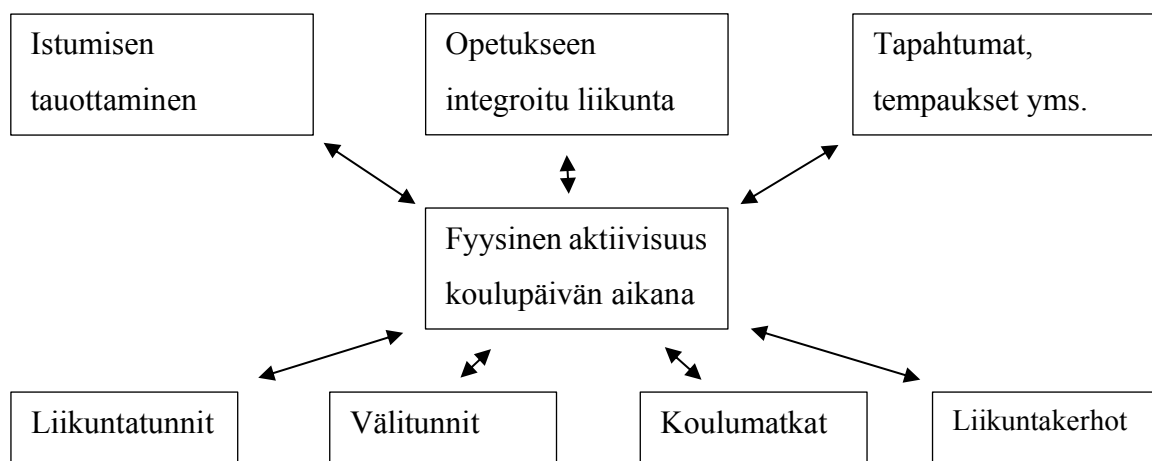 Istumisen
tauottaminen
Opetukseen
integroitu liikunta
Tapahtumat,
tempaukset yms.
Fyysinen aktiivisuus
koulupäivän aikana
Liikuntatunnit
Välitunnit
Koulumatkat
Liikuntakerhot